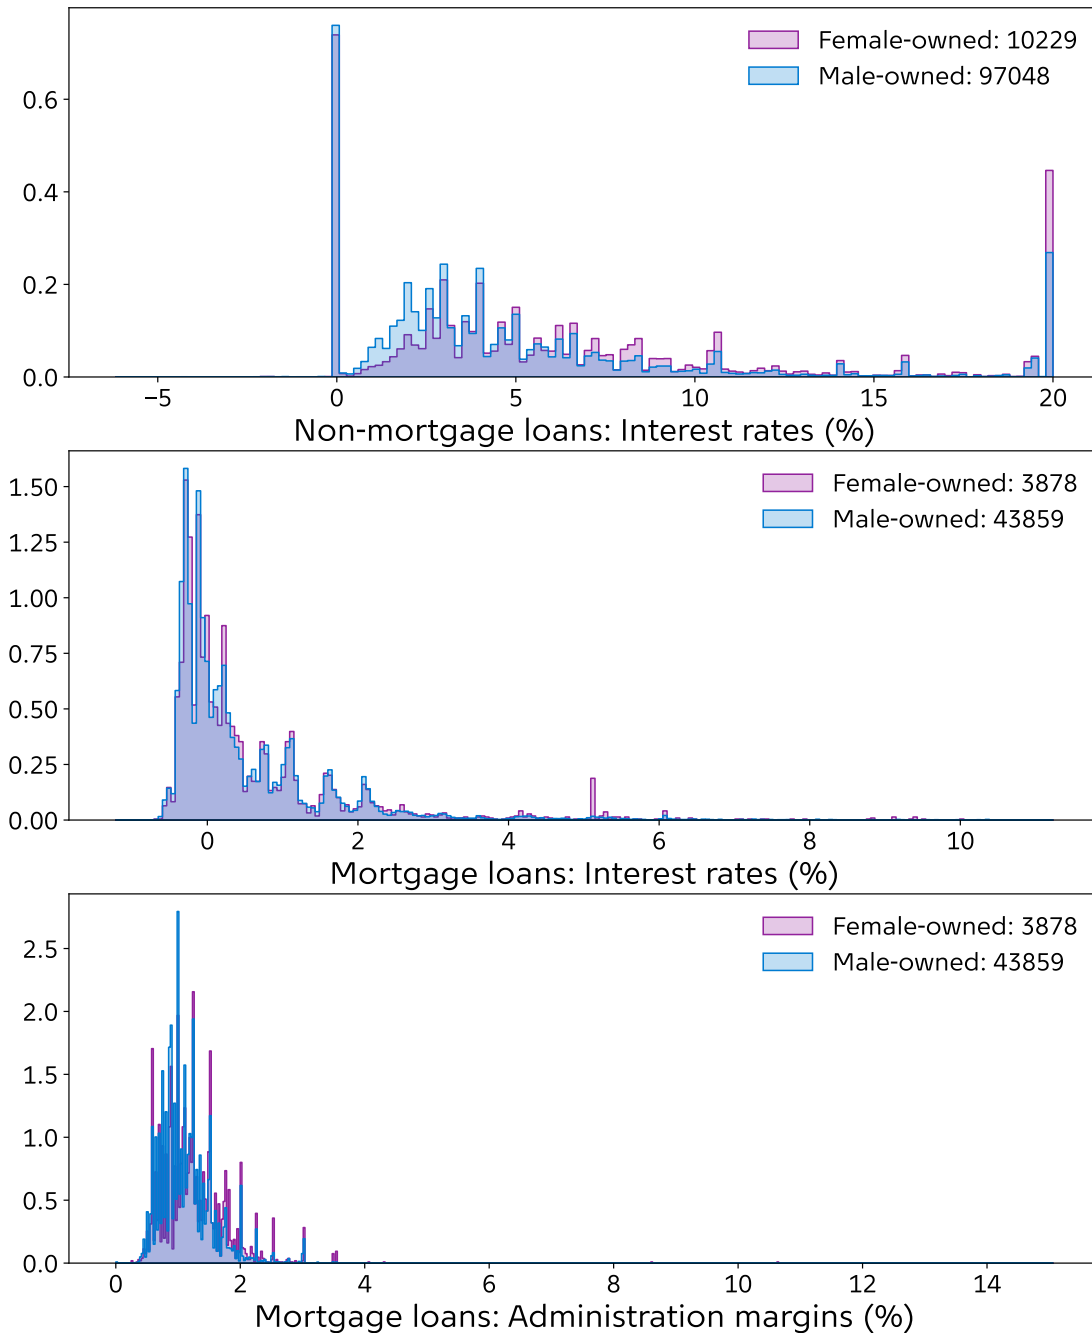 Female-owned: 10229
Male-owned: 97048
0.6
0.4
0.2
0.0
−5 0 5 10 15 20
Non-mortgage loans: Interest rates (%)
Female-owned: 3878
Male-owned: 43859
1.50
1.25
1.00
0.75
0.50
0.25
0.00
0 2 4 6 8 10
Mortgage loans: Interest rates (%)
Female-owned: 3878
Male-owned: 43859
2.5
2.0
1.5
1.0
0.5
0.0
0 2 4 6 8 10 12 14
Mortgage loans: Administration margins (%)